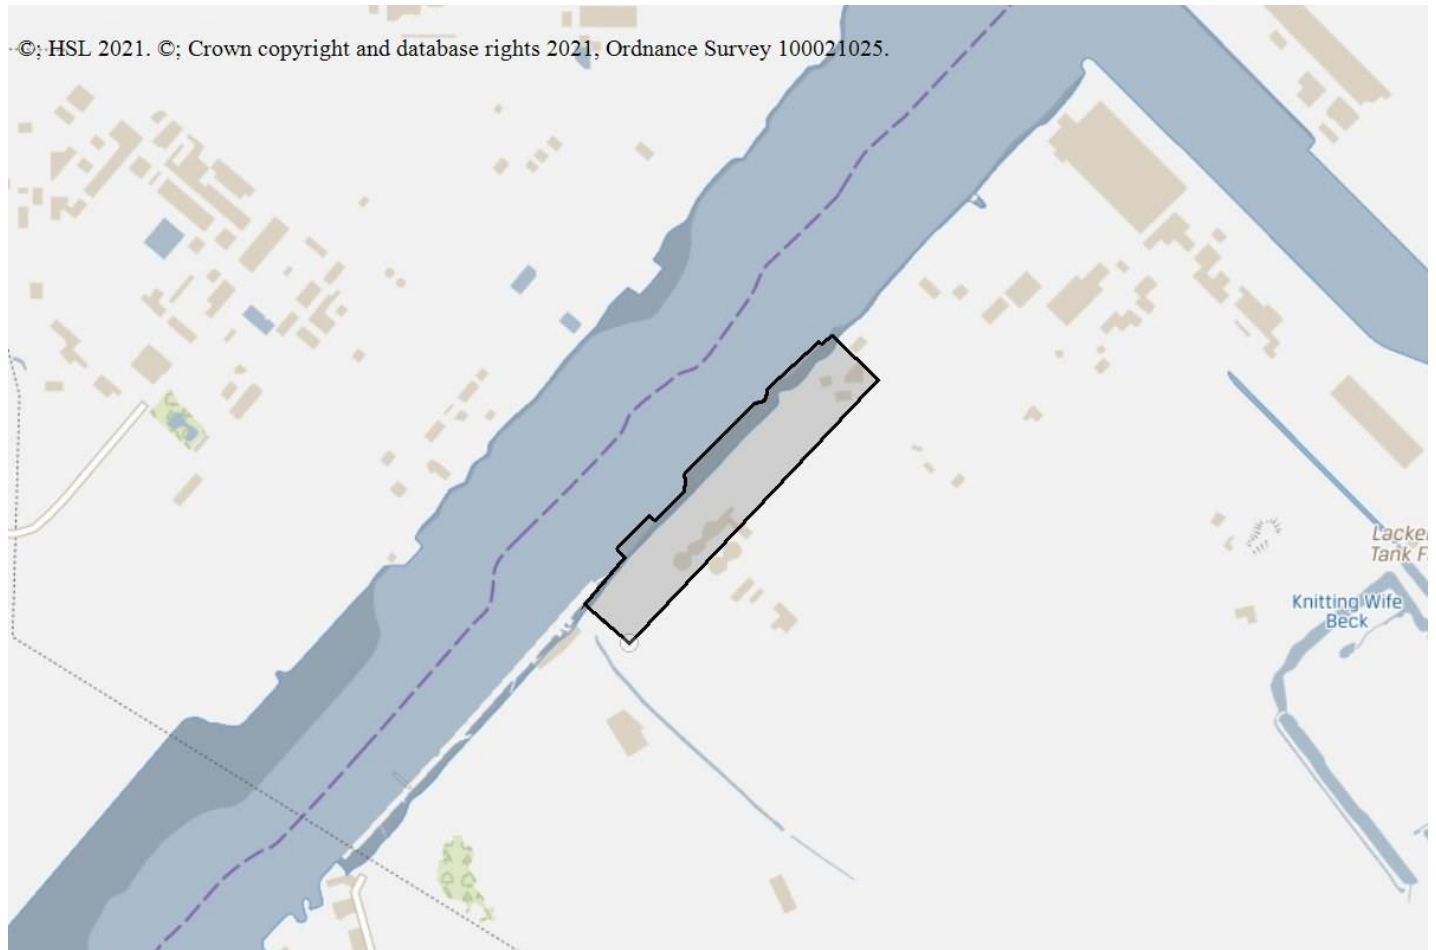 ©; HSL 2021. ©; Crown copyright and database rights 2021, Ordnance Survey 100021025.
Knitting Wife
Beck